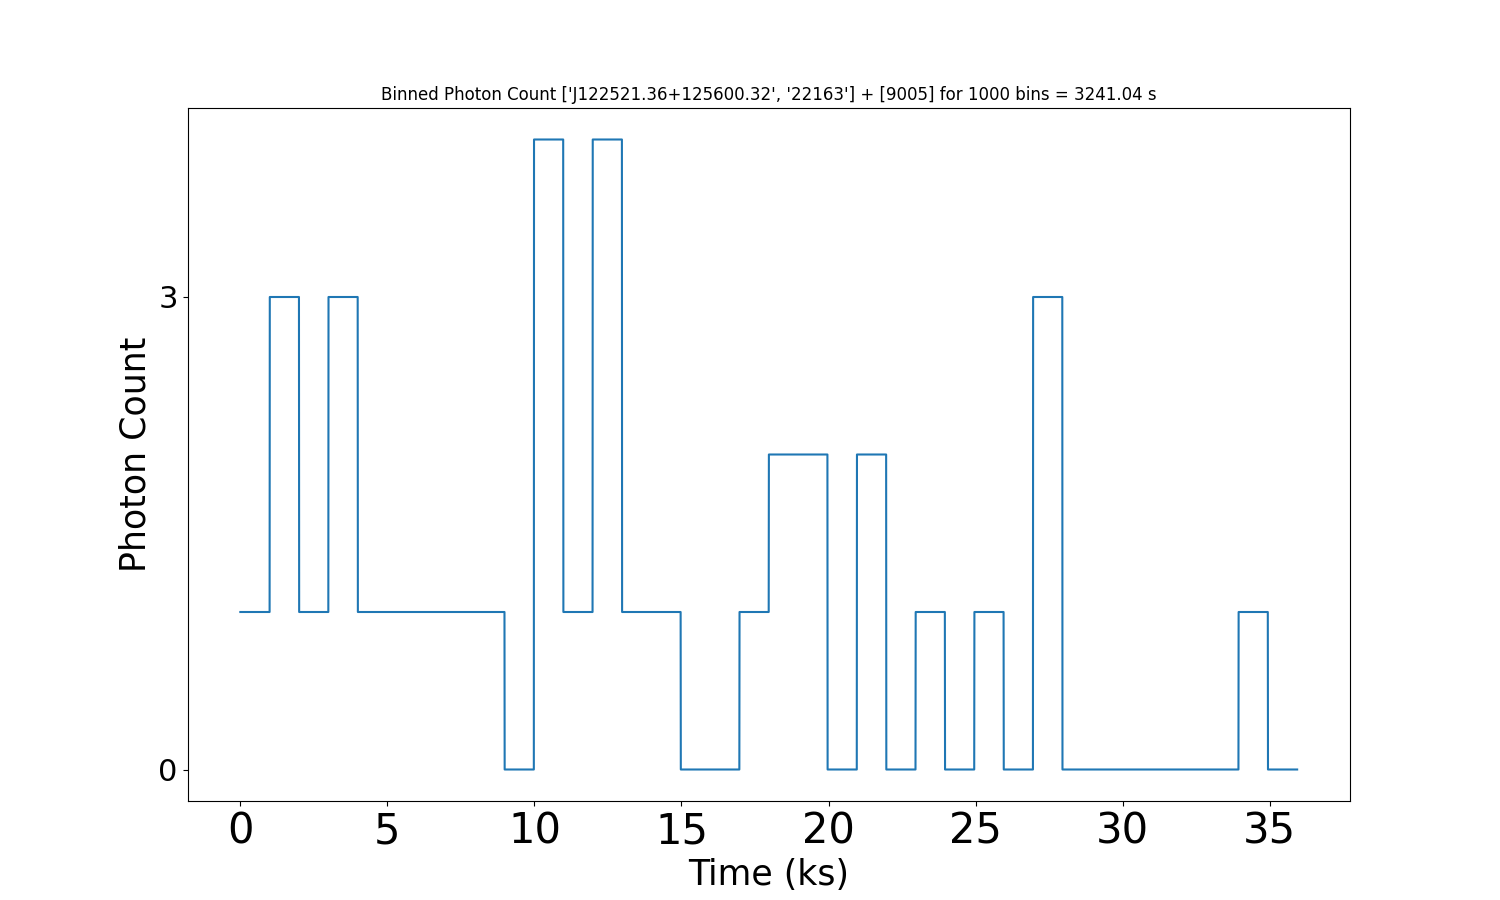 Binned Photon Count ['J122521.36+125600.32', '22163'] + [9005] for 1000 bins = 3241.04 s
3
Photon Count
0
0 5 10 15 20 25 30 35
Time (ks)